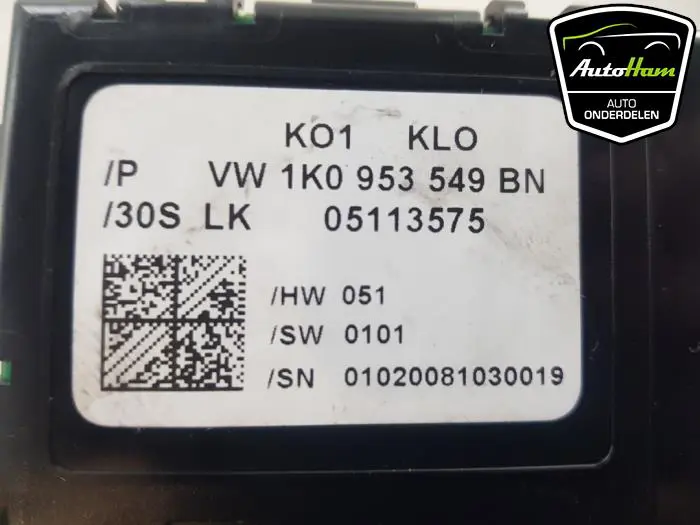 AutoHam
AUTO
ONDERDELEN
KO1 KLO
/P VW 1K0 953 549 BN
/30S LK 05113575
/HW 051
/SW 0101
/SN 01020081030019